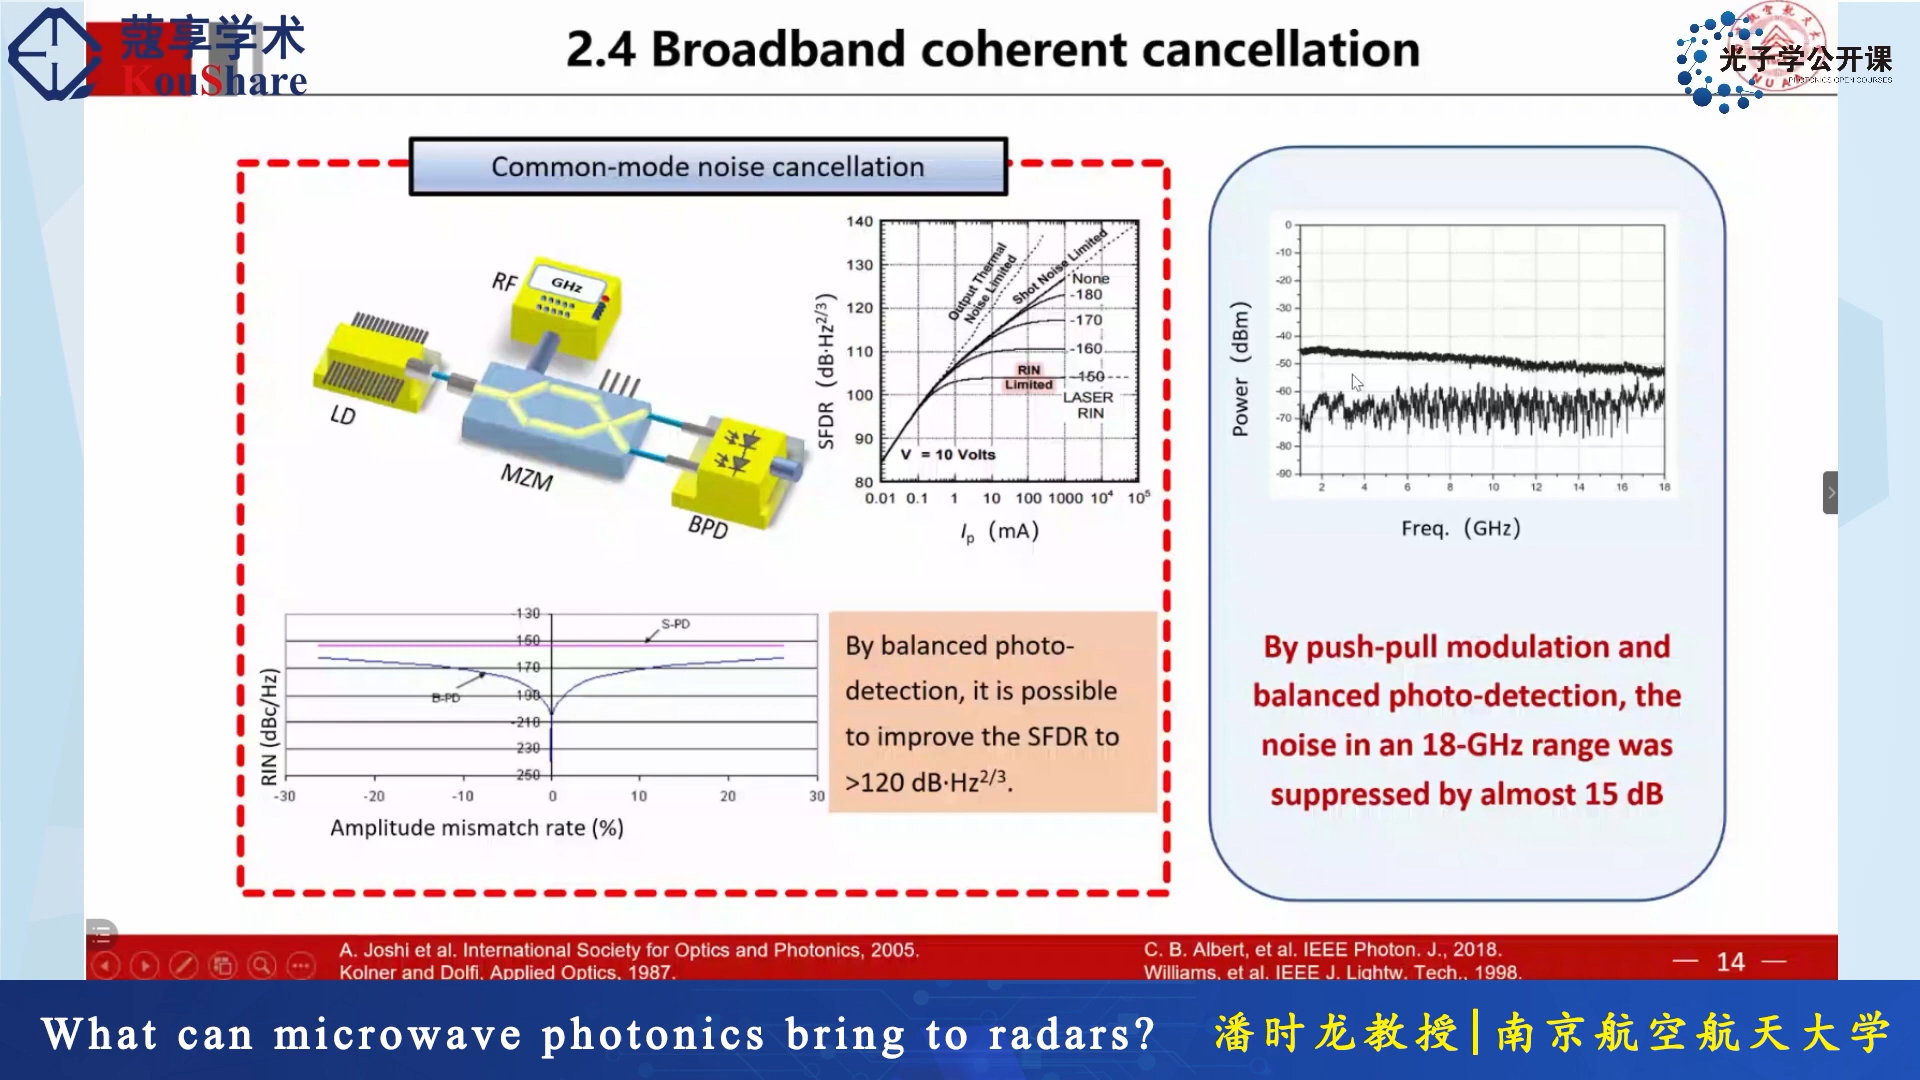 蔻享学术
KouShare
2.4 Broadband coherent cancellation
光子学公开课
PHOTONICS OPEN COURSES
Common-mode noise cancellation
RF
GHz
LD
MZM
BPD
140
130
120
110
100
90
80
SFDR (dB·Hz2/3)
Output Thermal
Noise Limited
Shot Noise Limited
None
-180
-170
-160
-150
RIN
Limited
LASER
RIN
V = 10 Volts
0.01 0.1 1 10 100 1000 10⁴ 10⁵
Ip (mA)
-130
150
170
190
-210
230
250
S-PD
B-PD
RIN (dBc/Hz)
-30 -20 -10 0 10 20 30
Amplitude mismatch rate (%)
By balanced photo-
detection, it is possible
to improve the SFDR to
>120 dB·Hz2/3.
0
-10
-20
-30
-40
-50
-60
-70
-80
-90
Power (dBm)
2 4 6 8 10 12 14 16 18
Freq. (GHz)
By push-pull modulation and
balanced photo-detection, the
noise in an 18-GHz range was
suppressed by almost 15 dB
A. Joshi et al. International Society for Optics and Photonics, 2005.
Kolner and Dolfi, Applied Optics, 1987.
C. B. Albert, et al. IEEE Photon. J., 2018.
Williams, et al. IEEE J. Lightw. Tech., 1998.
14
What can microwave photonics bring to radars?
潘时龙教授|南京航空航天大学